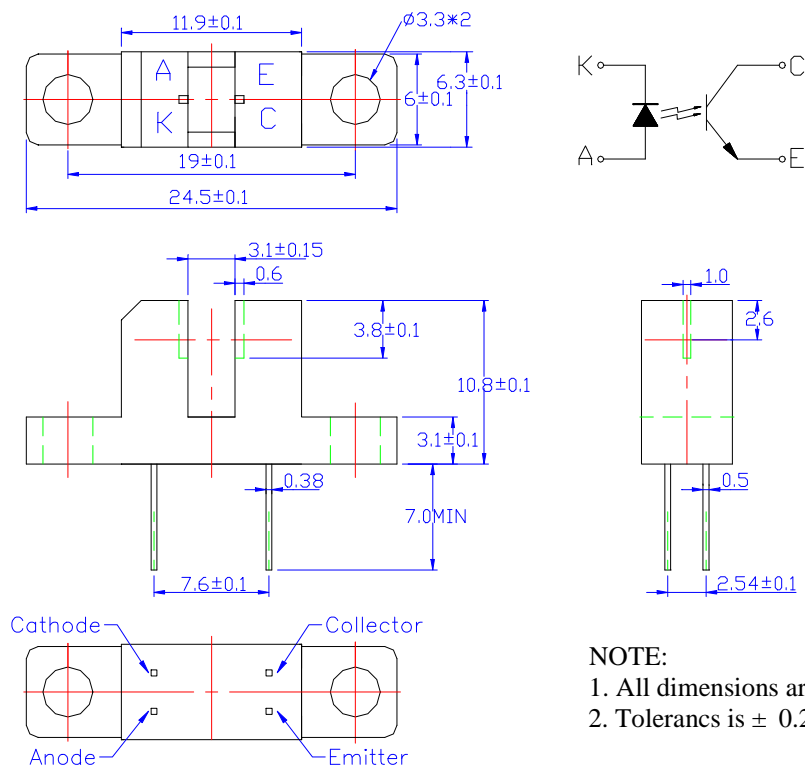 11.9±0.1
Ø3.3*2
A
E
K
C
6±0.1
6.3±0.1
19±0.1
24.5±0.1
K
C
A
E
3.1±0.15
0.6
3.8±0.1
10.8±0.1
3.1±0.1
0.38
7.0MIN
7.6±0.1
1.0
2.6
0.5
2.54±0.1
Cathode
Collector
Anode
Emitter
NOTE:
1. All dimensions ar
2. Tolerancs is ± 0.2